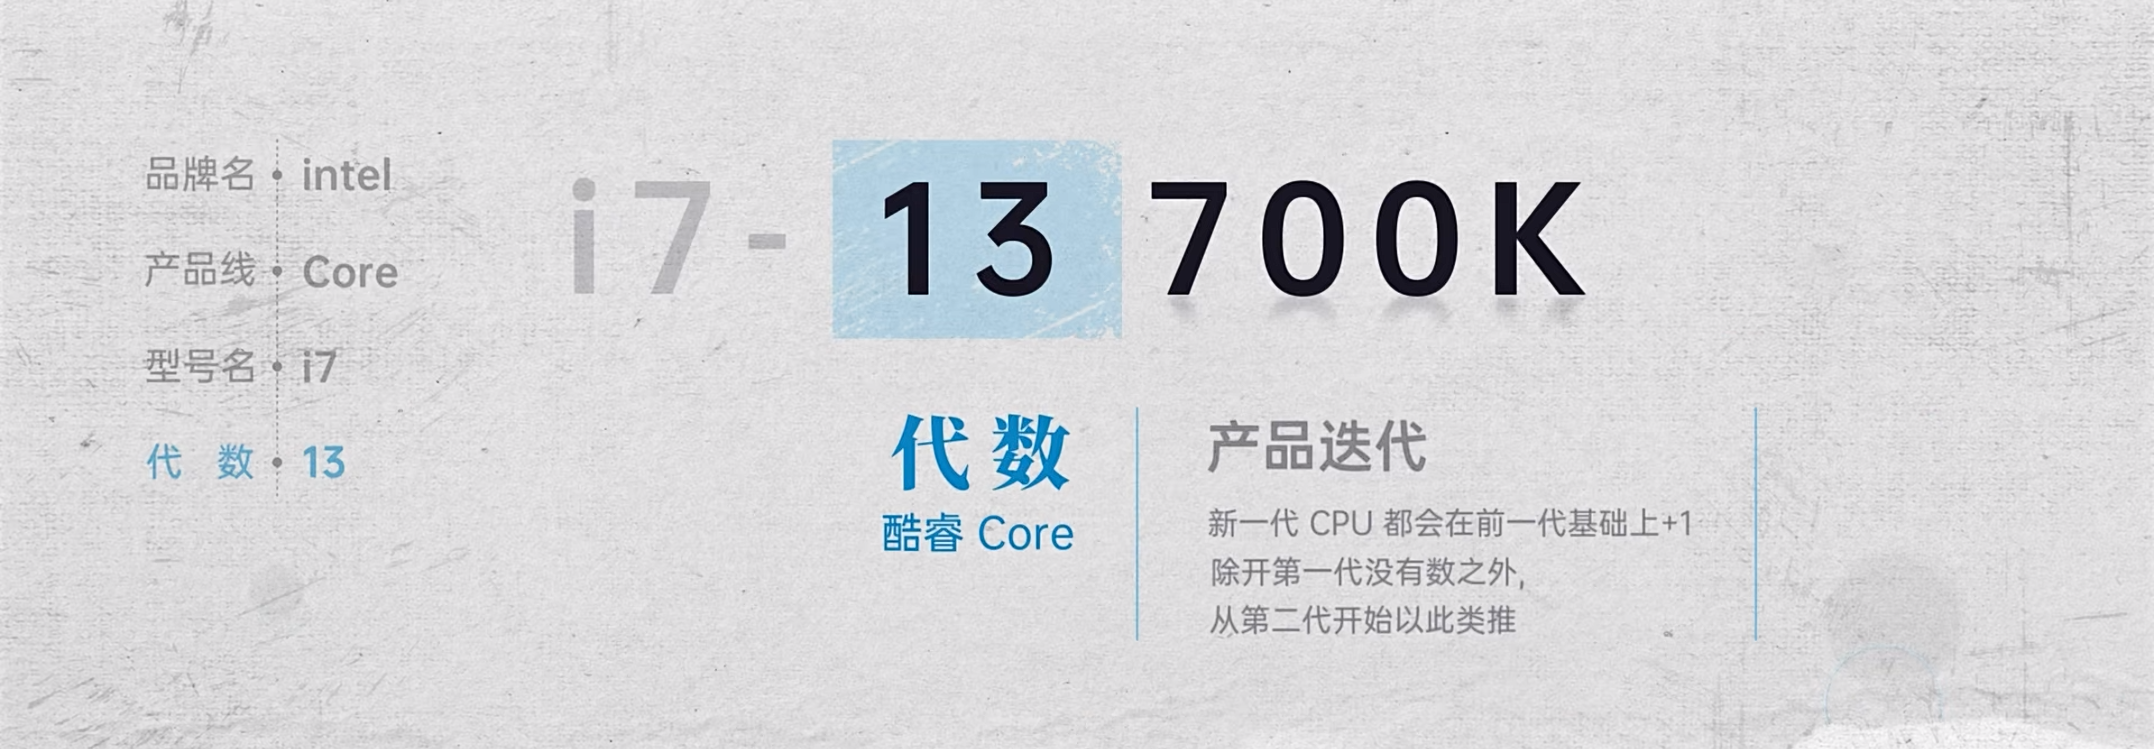 品牌名 • intel
产品线 • Core
型号名 • i7
代 数 • 13
i7-13700K
代数
酷睿 Core
产品迭代
新一代 CPU 都会在前一代基础上+1
除开第一代没有数之外,
从第二代开始以此类推